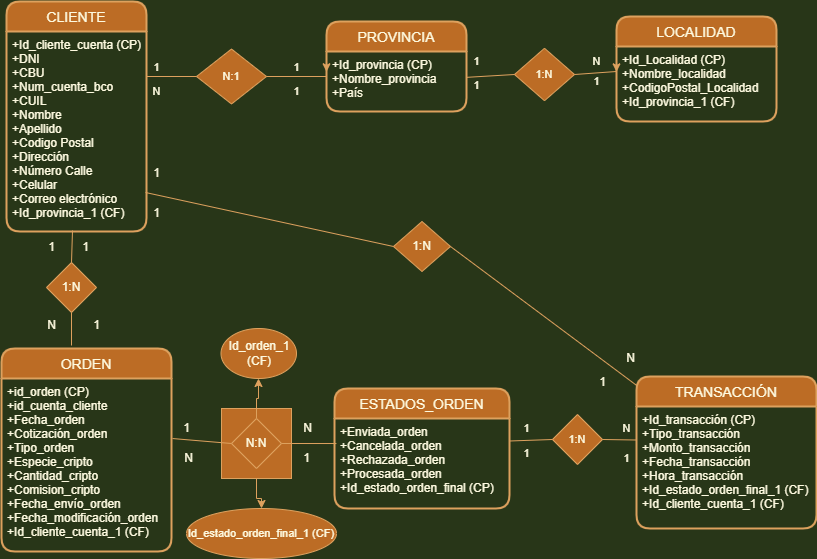 CLIENTE
+Id_cliente_cuenta (CP)
+DNI
+CBU
+Num_cuenta_bco
+CUIL
+Nombre
+Apellido
+Codigo Postal
+Dirección
+Número Calle
+Celular
+Correo electrónico
+Id_provincia_1 (CF)
1
N
N:1
1
1
PROVINCIA
+Id_provincia (CP)
+Nombre_provincia
+País
1
1
1:N
N
1
LOCALIDAD
+Id_Localidad (CP)
+Nombre_localidad
+CodigoPostal_Localidad
+Id_provincia_1 (CF)
1
1
1:N
N
1
1
1
1:N
N
1
ORDEN
+id_orden (CP)
+id_cuenta_cliente
+Fecha_orden
+Cotización_orden
+Tipo_orden
+Especie_cripto
+Cantidad_cripto
+Comision_cripto
+Fecha_envío_orden
+Fecha_modificación_orden
+Id_cliente_cuenta_1 (CF)
1
N
Id_orden_1
(CF)
N:N
Id_estado_orden_final_1 (CF)
N
1
ESTADOS_ORDEN
+Enviada_orden
+Cancelada_orden
+Rechazada_orden
+Procesada_orden
+Id_estado_orden_final (CP)
1
1
1:N
N
1
TRANSACCIÓN
+Id_transacción (CP)
+Tipo_transacción
+Monto_transacción
+Fecha_transacción
+Hora_transacción
+Id_estado_orden_final_1 (CF)
+Id_cliente_cuenta_1 (CF)